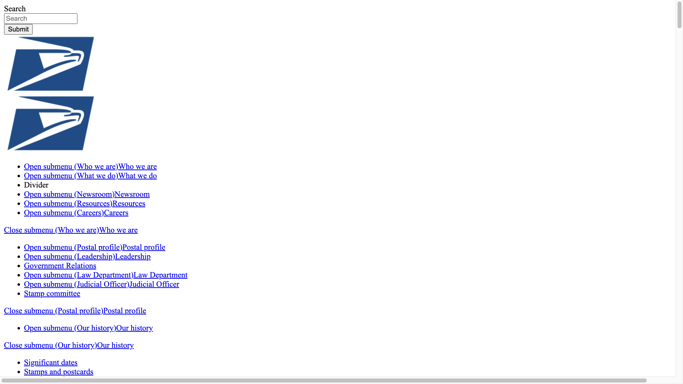 Search
Search
Submit
Open submenu (Who we are)Who we are
Open submenu (What we do)What we do
Divider
Open submenu (Newsroom)Newsroom
Open submenu (Resources)Resources
Open submenu (Careers)Careers
Close submenu (Who we are)Who we are
Open submenu (Postal profile)Postal profile
Open submenu (Leadership)Leadership
Government Relations
Open submenu (Law Department)Law Department
Open submenu (Judicial Officer)Judicial Officer
Stamp committee
Close submenu (Postal profile)Postal profile
Open submenu (Our history)Our history
Close submenu (Our history)Our history
Significant dates
Stamps and postcards